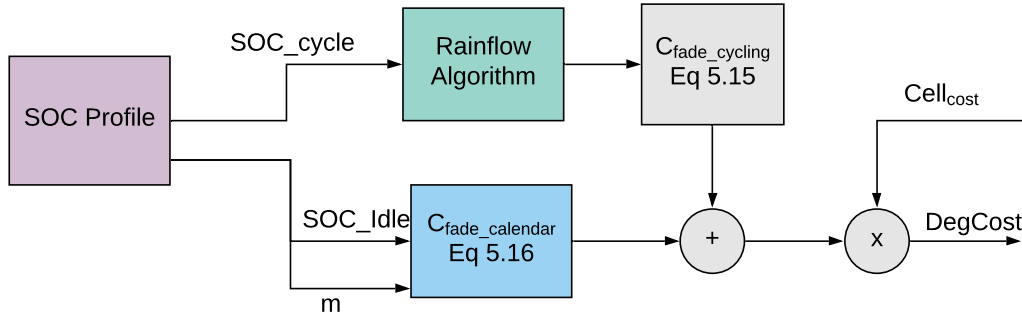 SOC_cycle
Rainflow
Algorithm
Cfade_cycling
Eq 5.15
Cellcost
SOC Profile
SOC_Idle
Cfade_calendar
Eq 5.16
+
x
DegCost
m